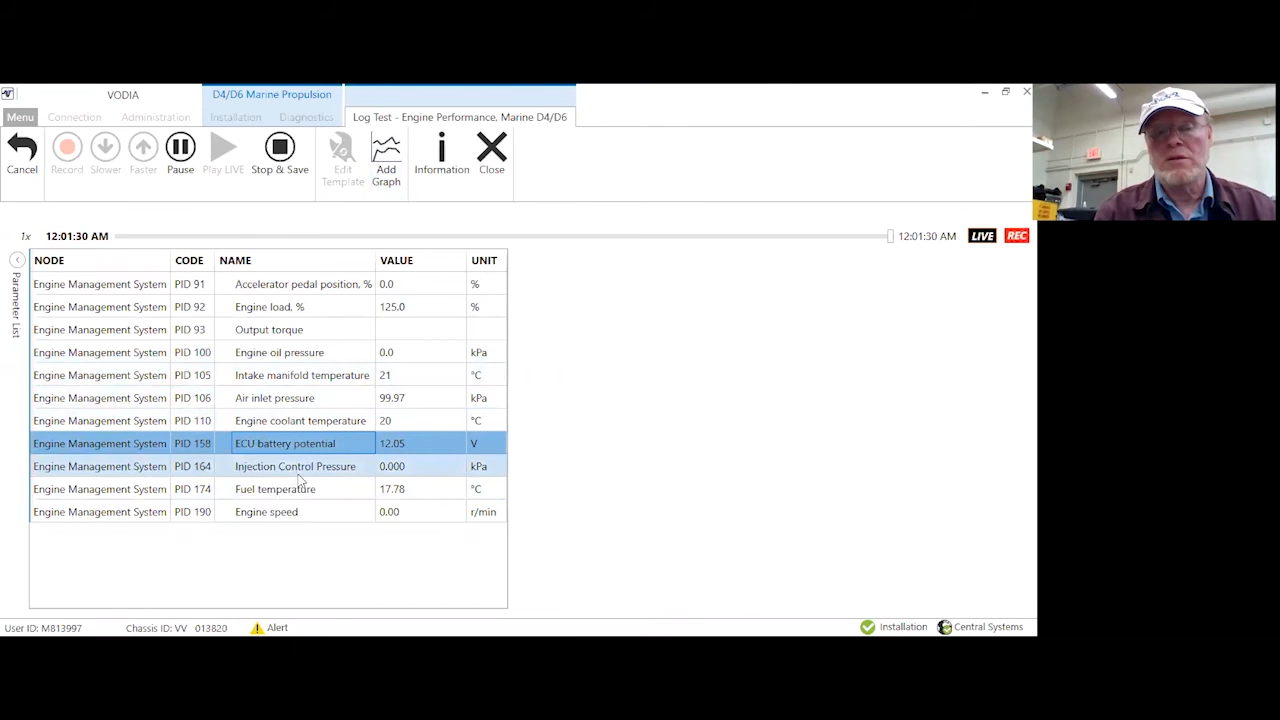 VODIA
D4/D6 Marine Propulsion
Menu
Connection
Administration
Installation
Diagnostics
Log Test - Engine Performance, Marine D4/D6
Cancel
Record
Slower
Faster
Pause
Play LIVE
Stop & Save
Edit Template
Add Graph
Information
Close
1x
12:01:30 AM
12:01:30 AM
LIVE
REC
Parameter List
NODE CODE NAME VALUE UNIT
Engine Management System PID 91 Accelerator pedal position, % 0.0 %
Engine Management System PID 92 Engine load, % 125.0 %
Engine Management System PID 93 Output torque
Engine Management System PID 100 Engine oil pressure 0.0 kPa
Engine Management System PID 105 Intake manifold temperature 21 °C
Engine Management System PID 106 Air inlet pressure 99.97 kPa
Engine Management System PID 110 Engine coolant temperature 20 °C
Engine Management System PID 158 ECU battery potential 12.05 V
Engine Management System PID 164 Injection Control Pressure 0.000 kPa
Engine Management System PID 174 Fuel temperature 17.78 °C
Engine Management System PID 190 Engine speed 0.00 r/min
User ID: M813997
Chassis ID: VV 013820
Alert
Installation
Central Systems